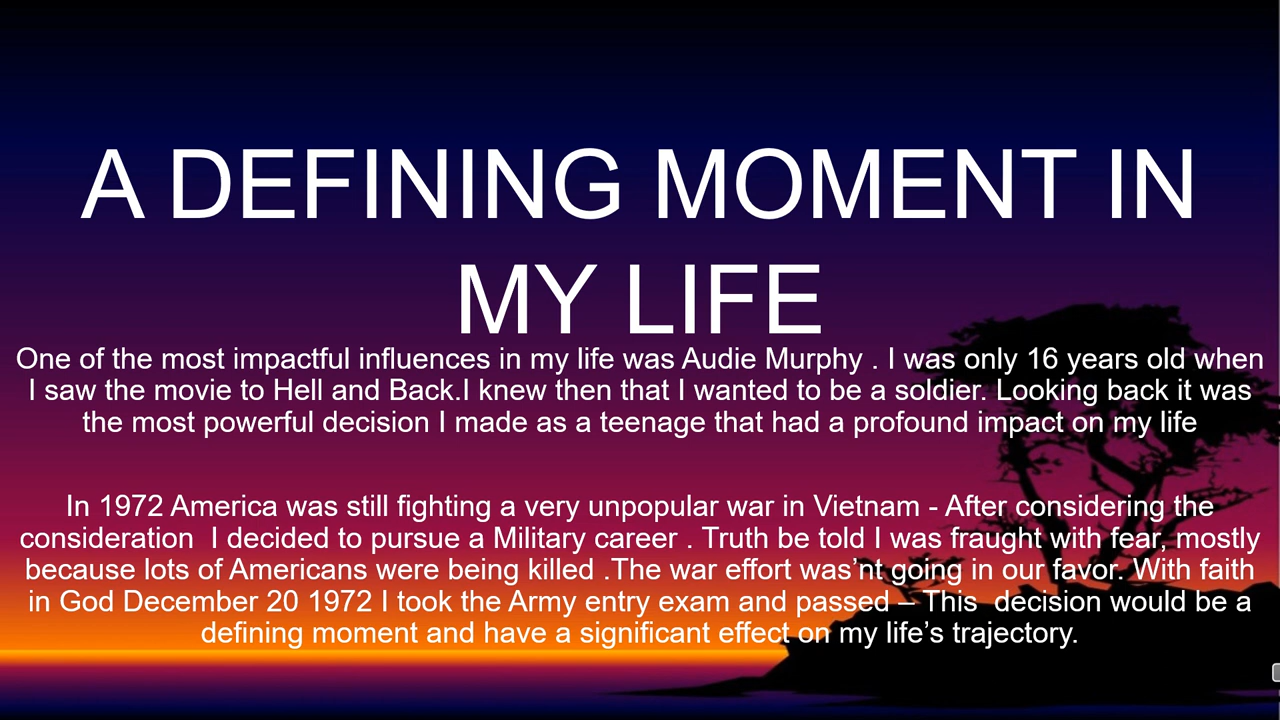 A DEFINING MOMENT IN
MY LIFE
One of the most impactful influences in my life was Audie Murphy . I was only 16 years old when
I saw the movie to Hell and Back.I knew then that I wanted to be a soldier. Looking back it was
the most powerful decision I made as a teenage that had a profound impact on my life
In 1972 America was still fighting a very unpopular war in Vietnam - After considering the
consideration  I decided to pursue a Military career . Truth be told I was fraught with fear, mostly
because lots of Americans were being killed .The war effort was’nt going in our favor. With faith
in God December 20 1972 I took the Army entry exam and passed – This  decision would be a
defining moment and have a significant effect on my life’s trajectory.